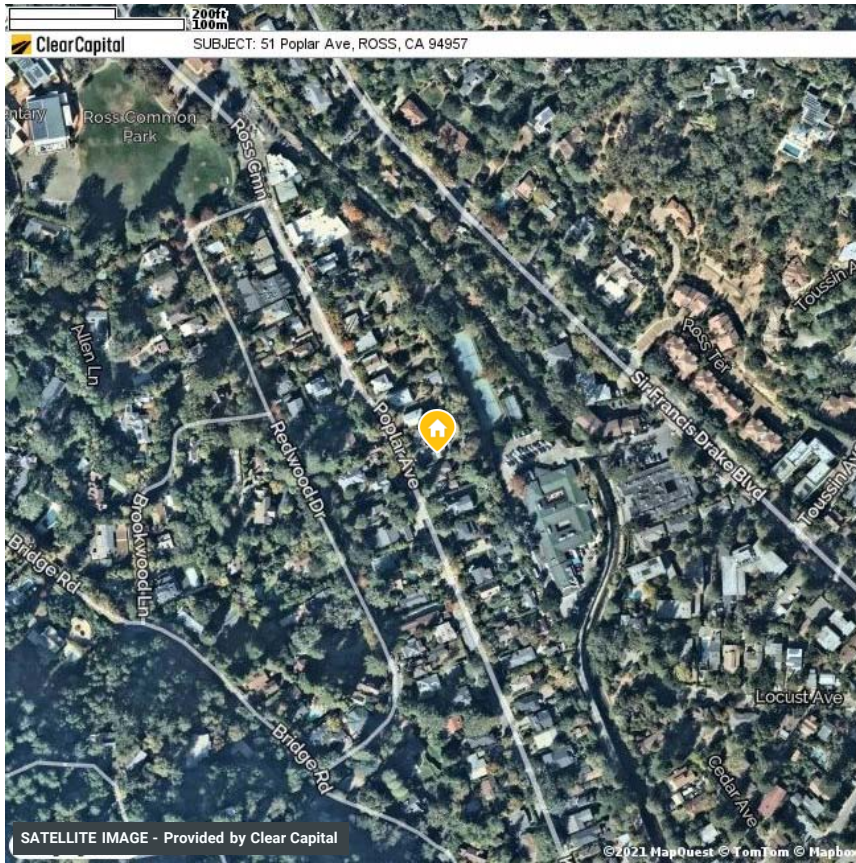 200ft
100m
ClearCapital
SUBJECT: 51 Poplar Ave, ROSS, CA 94957
entary
Ross Common
Park
Ross Cmn
Toussin A
Allen Ln
Ross Ter
Sir Francis Drake Blvd
Poplar Ave
Redwood Dr
Toussin Av
Brookwood Ln
Bridge Rd
Locust Ave
Bridge Rd
Cedar Ave
SATELLITE IMAGE - Provided by Clear Capital
©2021 MapQuest © TomTom © Mapbox